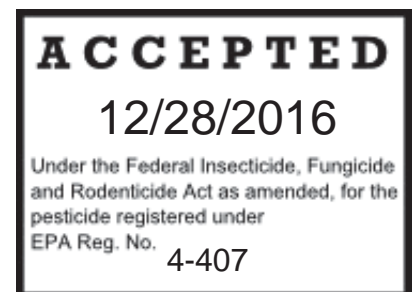 ACCEPTED
12/28/2016
Under the Federal Insecticide, Fungicide
and Rodenticide Act as amended, for the
pesticide registered under
EPA Reg. No. 4-407